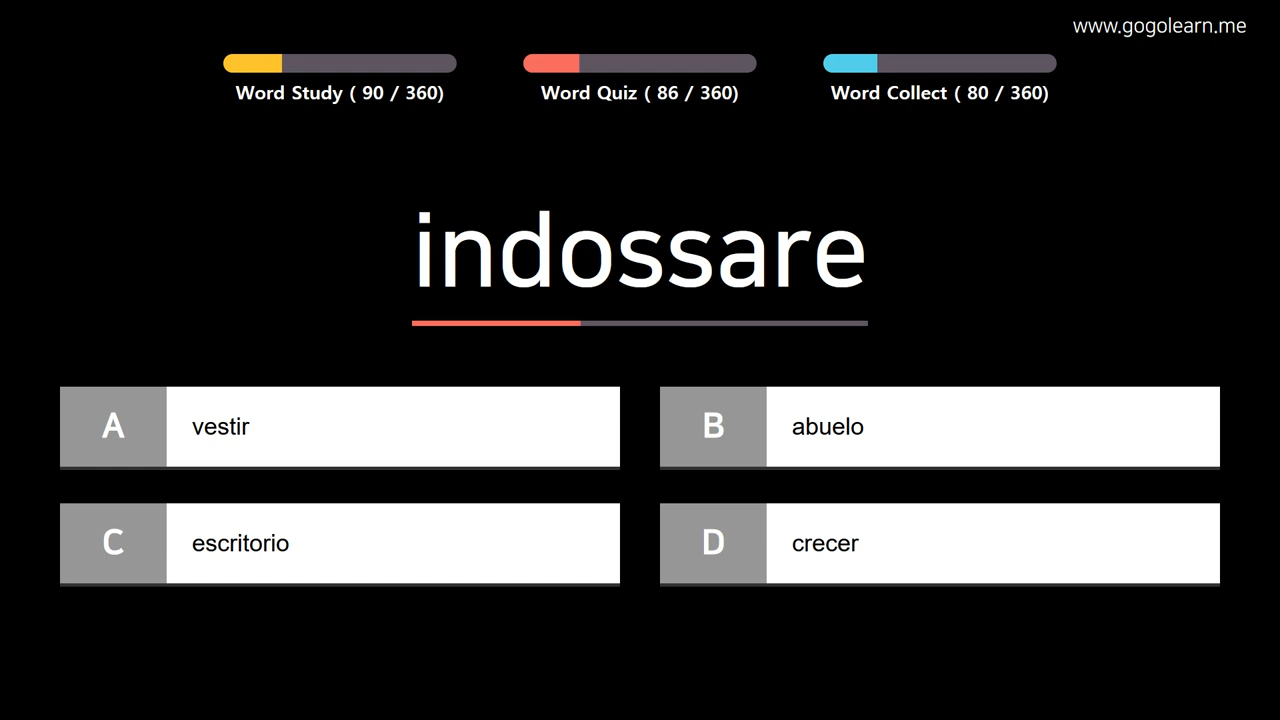 www.gogolearn.me
Word Study ( 90 / 360)
Word Quiz ( 86 / 360)
Word Collect ( 80 / 360)
indossare
A vestir
B abuelo
C escritorio
D crecer